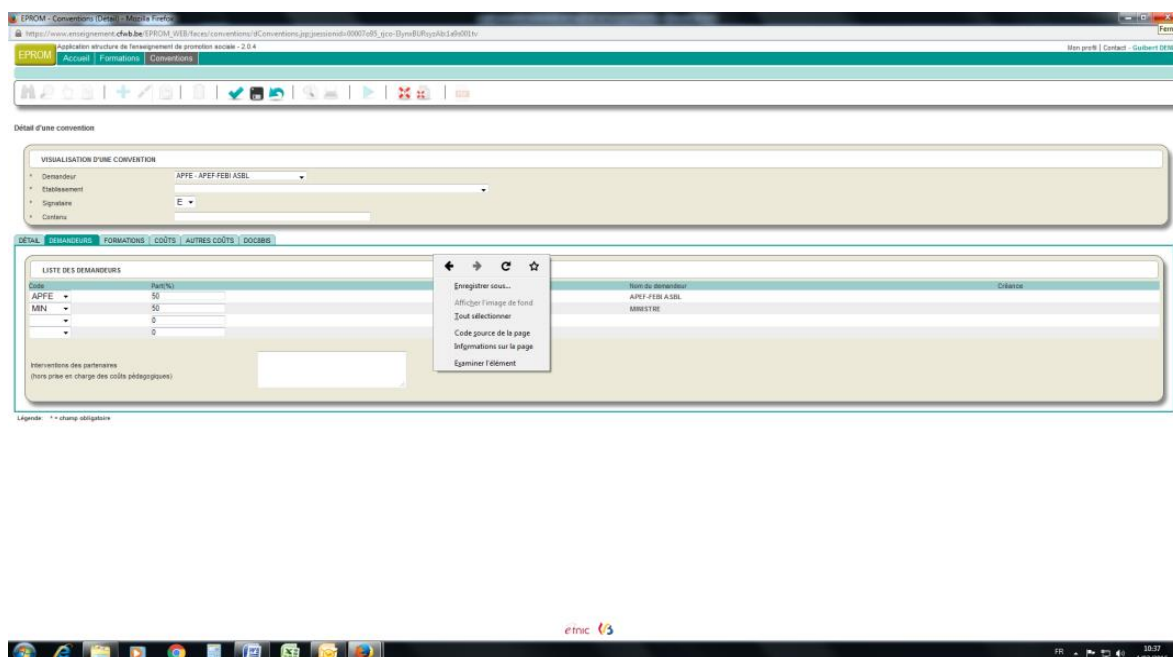 EPROM - Conventions (Détail) - Mozilla Firefox
Ferm
EPROM Application structure de l'enseignement de promotion sociale - 2.0.4
Mon profil | Contact - Guibert
Accueil | Formations | Conventions
Détail d'une convention
VISUALISATION D'UNE CONVENTION
* Demandeur APFE - APEF-FEBI ASBL
* Etablissement
* Signataire E
* Contenu
DÉTAIL DEMANDEURS FORMATIONS COÛTS AUTRES COÛTS DOC8BIS
LISTE DES DEMANDEURS
Code Part(%) Nom du demandeur Créance
APFE 50 APEF-FEBI ASBL
MIN 50 MINISTRE
0
0
Interventions des partenaires
(hors prise en charge des coûts pédagogiques)
Enregistrer sous...
Afficher l'image de fond
Tout sélectionner
Code source de la page
Informations sur la page
Examiner l'élément
Légende: * = champ obligatoire
etnic
FR 10:37